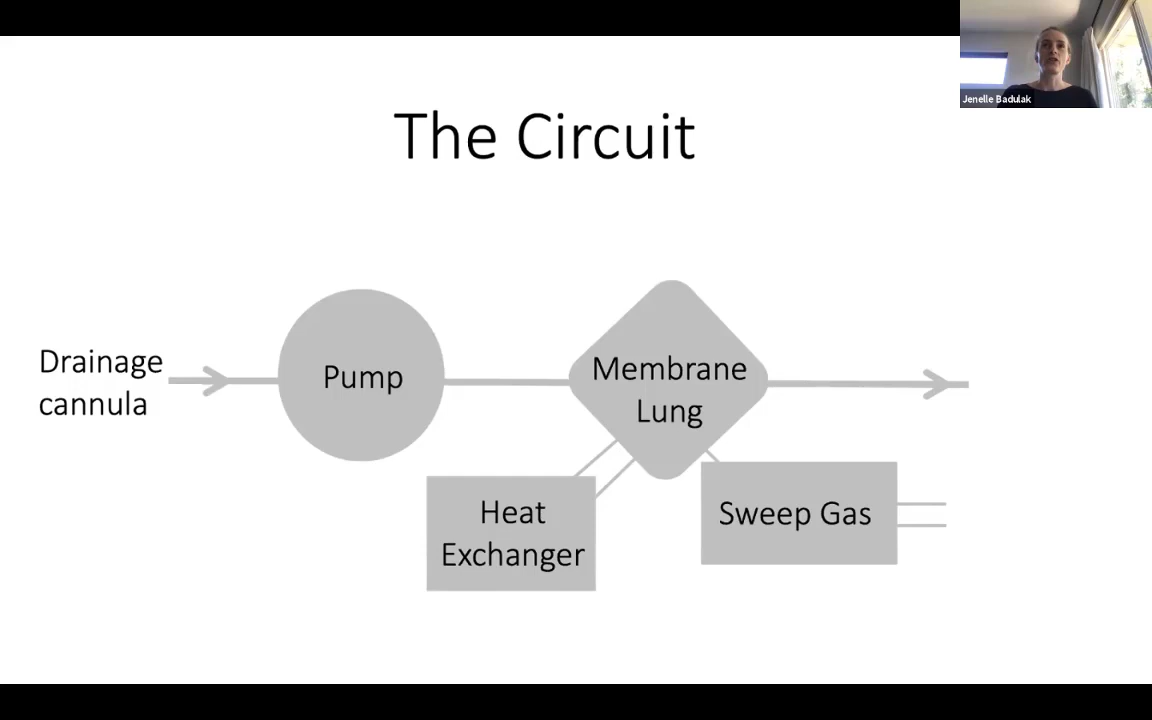 Jenelle Badulak
The Circuit
Drainage
cannula
Pump
Membrane
Lung
Heat
Exchanger
Sweep Gas